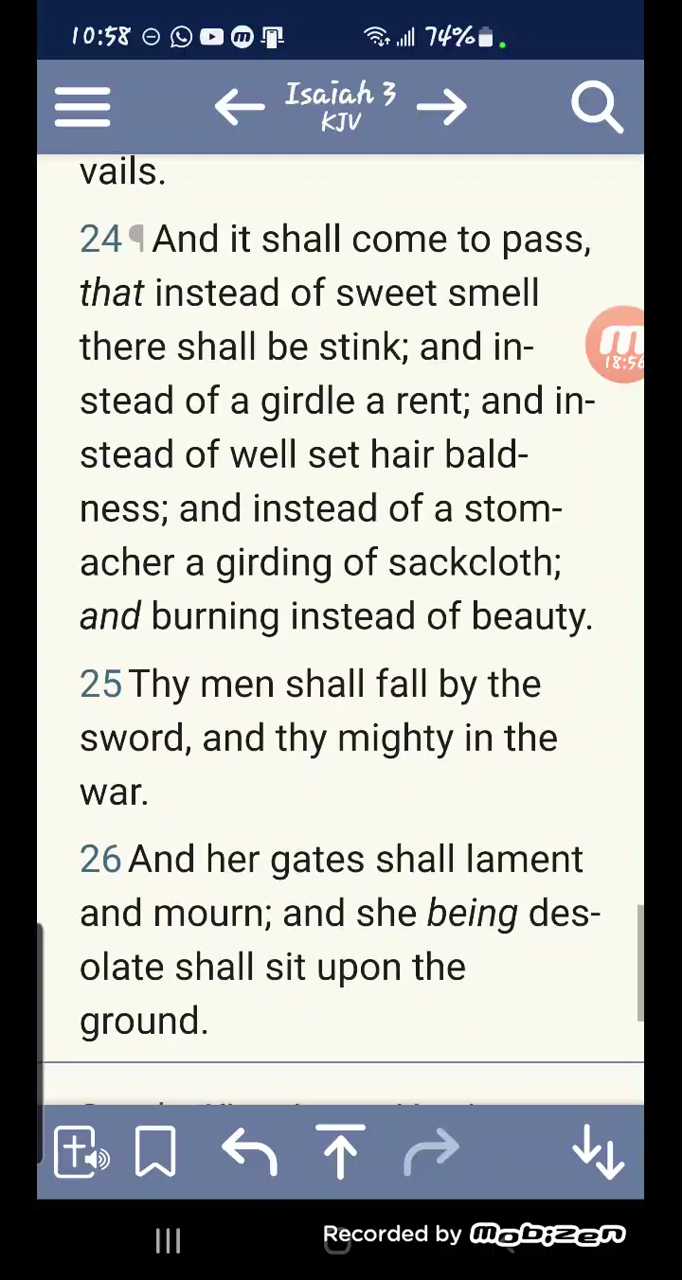 10:58 74%
Isaiah 3
KJV
vails.
24 ¶ And it shall come to pass,
that instead of sweet smell
there shall be stink; and in-
stead of a girdle a rent; and in-
stead of well set hair bald-
ness; and instead of a stom-
acher a girding of sackcloth;
and burning instead of beauty.
25 Thy men shall fall by the
sword, and thy mighty in the
war.
26 And her gates shall lament
and mourn; and she being des-
olate shall sit upon the
ground.
18:56
Recorded by mobizen